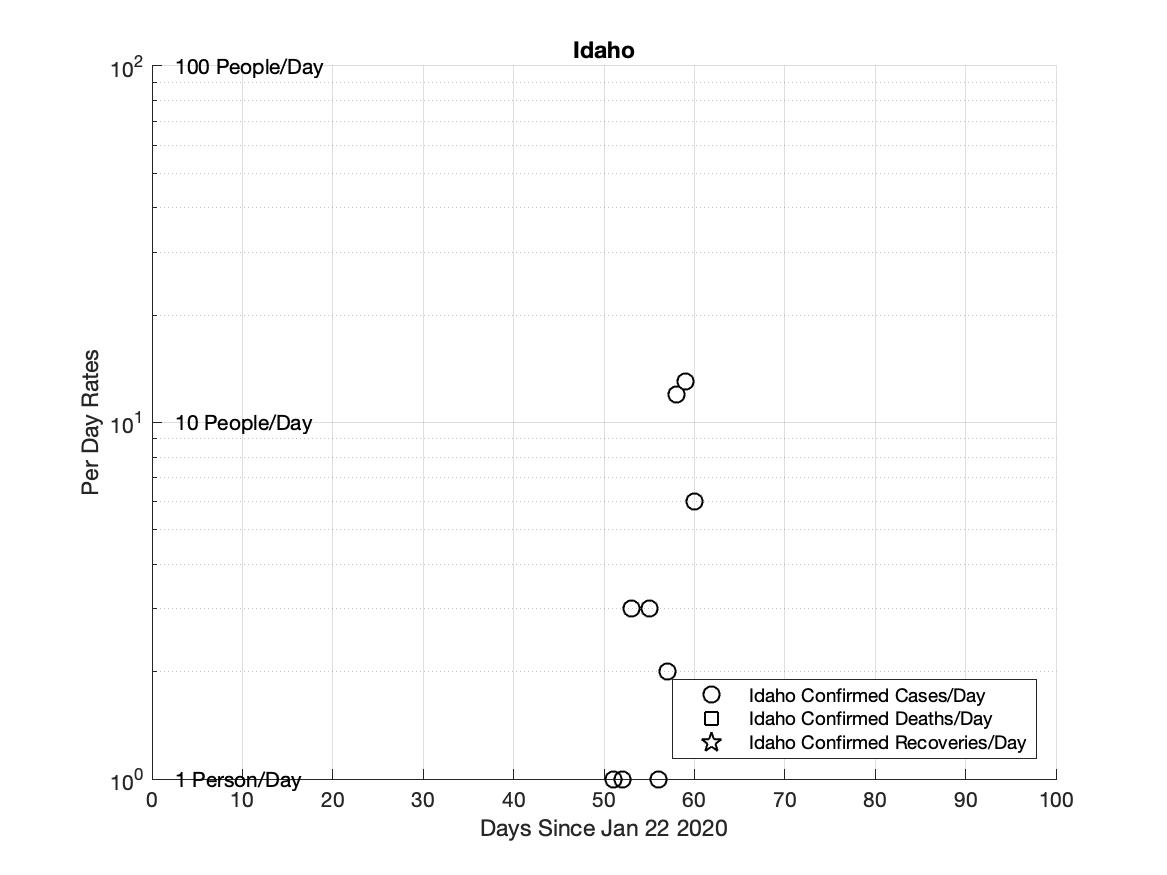 Idaho
10^2
100 People/Day
Per Day Rates
10^1
10 People/Day
Idaho Confirmed Cases/Day
Idaho Confirmed Deaths/Day
Idaho Confirmed Recoveries/Day
10^0
1 Person/Day
0 10 20 30 40 50 60 70 80 90 100
Days Since Jan 22 2020